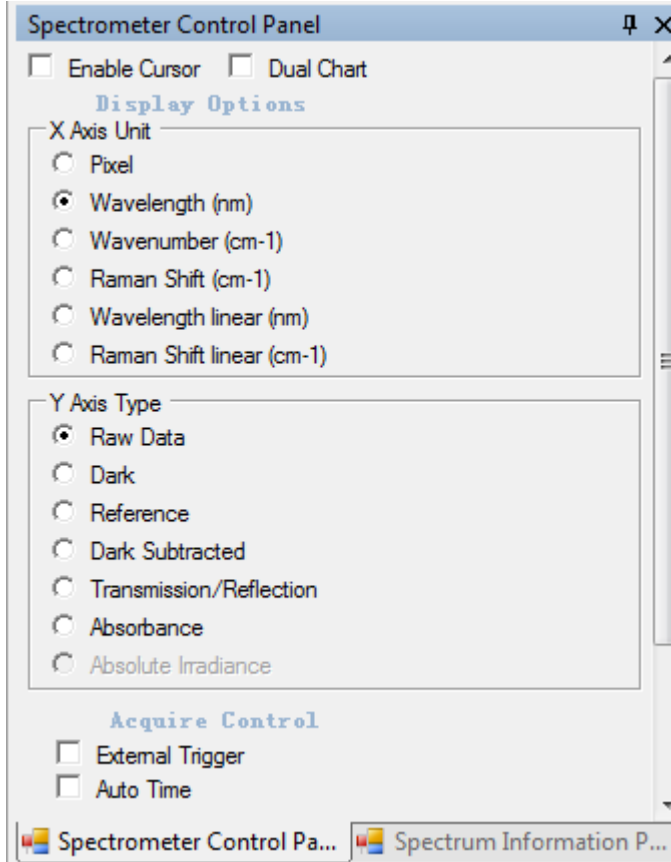 Spectrometer Control Panel
Enable Cursor Dual Chart
Display Options
X Axis Unit
Pixel
Wavelength (nm)
Wavenumber (cm-1)
Raman Shift (cm-1)
Wavelength linear (nm)
Raman Shift linear (cm-1)
Y Axis Type
Raw Data
Dark
Reference
Dark Subtracted
Transmission/Reflection
Absorbance
Absolute Irradiance
Acquire Control
External Trigger
Auto Time
Spectrometer Control Pa... Spectrum Information P...